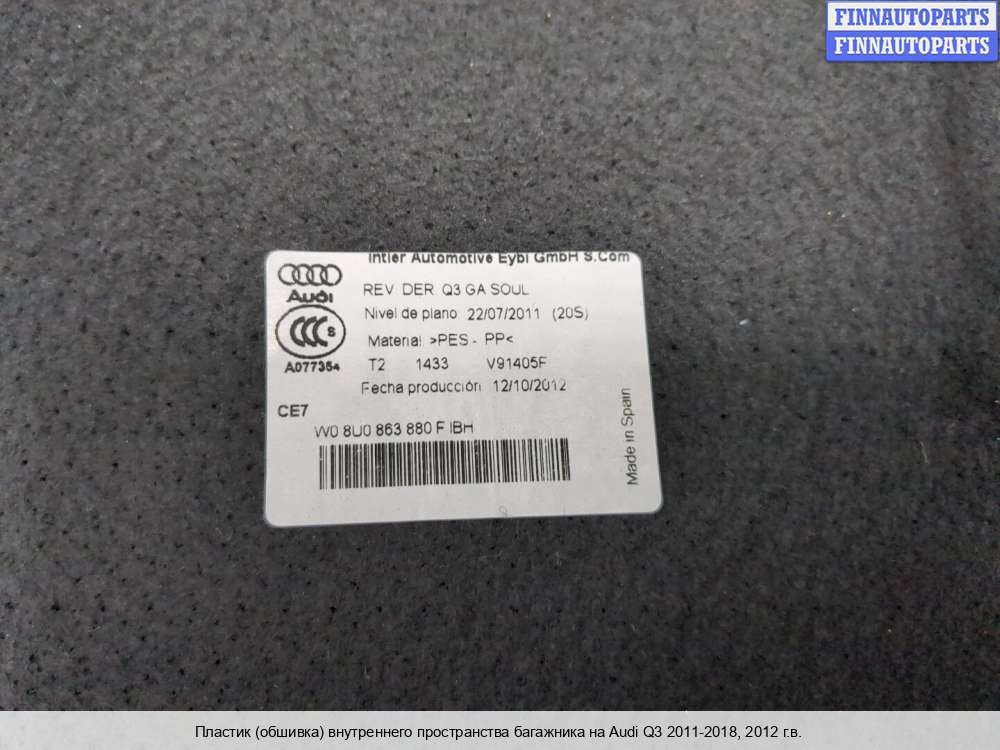 FINNAUTOPARTS
FINNAUTOPARTS
Intier Automotive Eybl GmbH S.Com
Audi
REV. DER. Q3 GA SOUL
Nivel de plano: 22/07/2011 (20S)
CCC S
Material: >PES - PP<
A077354
T2 1433 V91405F
Fecha producción: 12/10/2012
CE7
W0 8U0 863 880 F IBH
Made in Spain
Пластик (обшивка) внутреннего пространства багажника на Audi Q3 2011-2018, 2012 г.в.